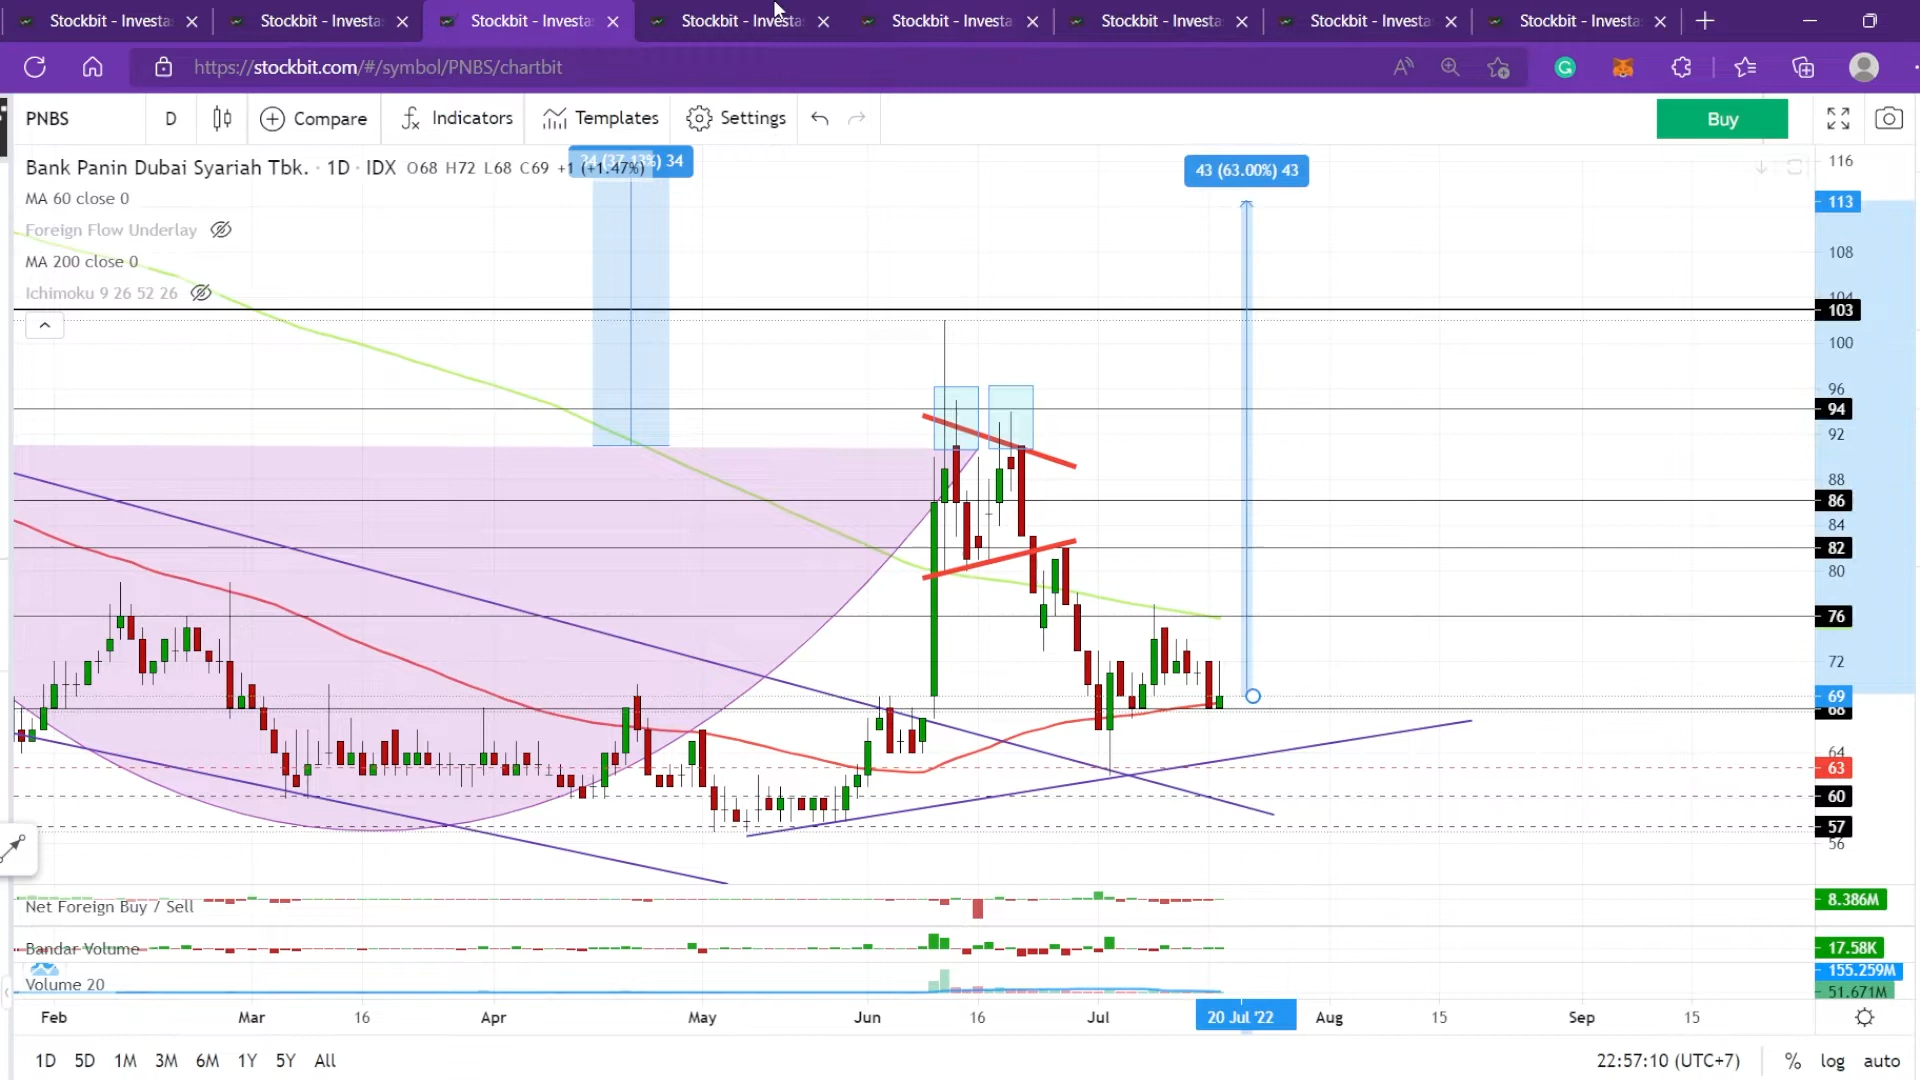 Stockbit - Investa
Stockbit - Investa
Stockbit - Investa
Stockbit - Investa
Stockbit - Investa
Stockbit - Investa
Stockbit - Investa
Stockbit - Investa
https://stockbit.com/#/symbol/PNBS/chartbit
PNBS D Compare Indicators Templates Settings Buy
Bank Panin Dubai Syariah Tbk. · 1D · IDX O68 H72 L68 C69 +1 (+1.47%)
34 (37.13%) 34
43 (63.00%) 43
MA 60 close 0
Foreign Flow Underlay
MA 200 close 0
Ichimoku 9 26 52 26
116
113
108
104
103
100
96
94
92
88
86
84
82
80
76
72
69
68
64
63
60
57
56
Net Foreign Buy / Sell
8.386M
Bandar Volume
17.58K
Volume 20
155.259M
51.671M
Feb Mar 16 Apr May Jun 16 Jul 20 Jul '22 Aug 15 Sep 15
1D 5D 1M 3M 6M 1Y 5Y All
22:57:10 (UTC+7) % log auto